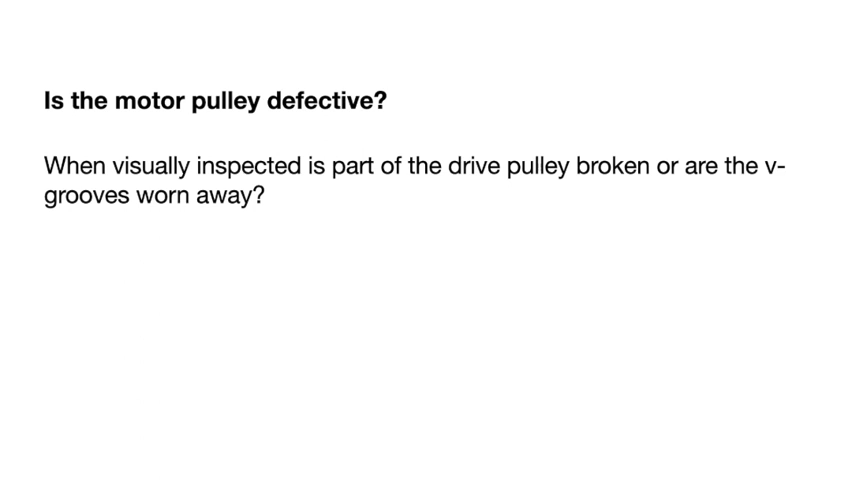 Is the motor pulley defective?
When visually inspected is part of the drive pulley broken or are the v-
grooves worn away?